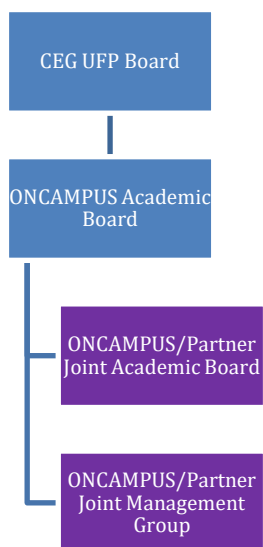 CEG UFP Board
ONCAMPUS Academic
Board
ONCAMPUS/Partner
Joint Academic Board
ONCAMPUS/Partner
Joint Management
Group